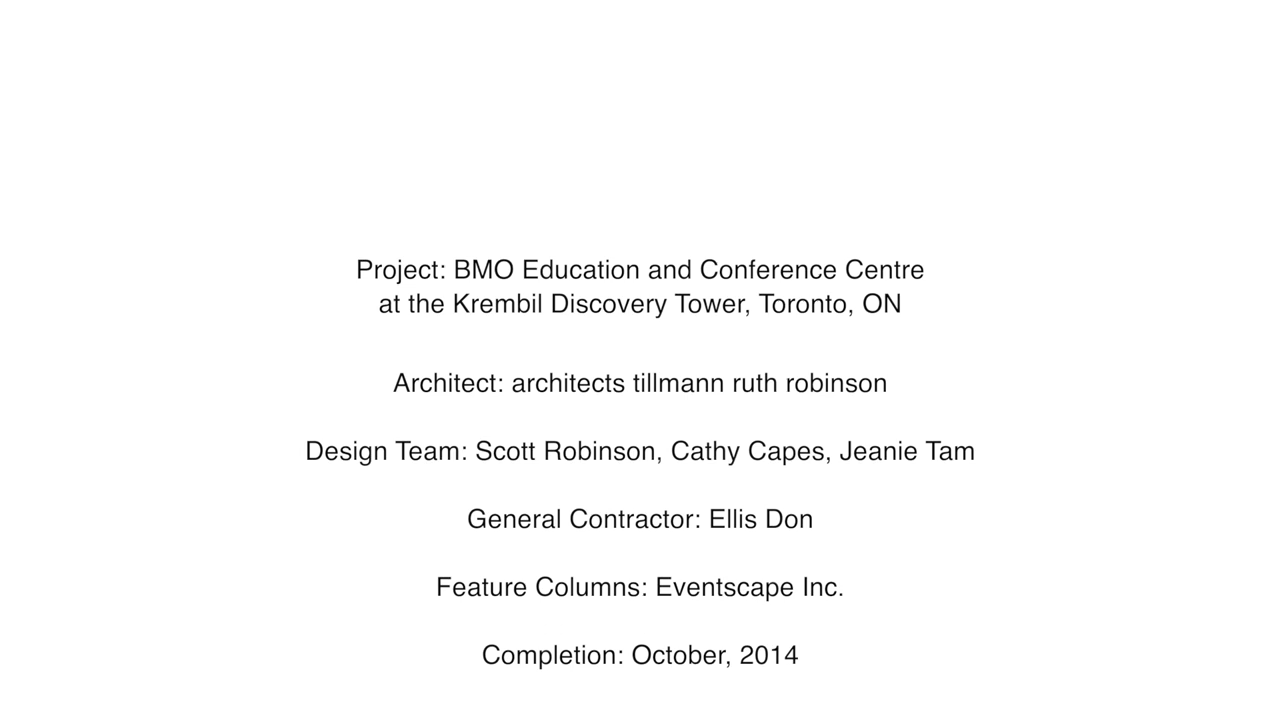 Project: BMO Education and Conference Centre
at the Krembil Discovery Tower, Toronto, ON
Architect: architects tillmann ruth robinson
Design Team: Scott Robinson, Cathy Capes, Jeanie Tam
General Contractor: Ellis Don
Feature Columns: Eventscape Inc.
Completion: October, 2014